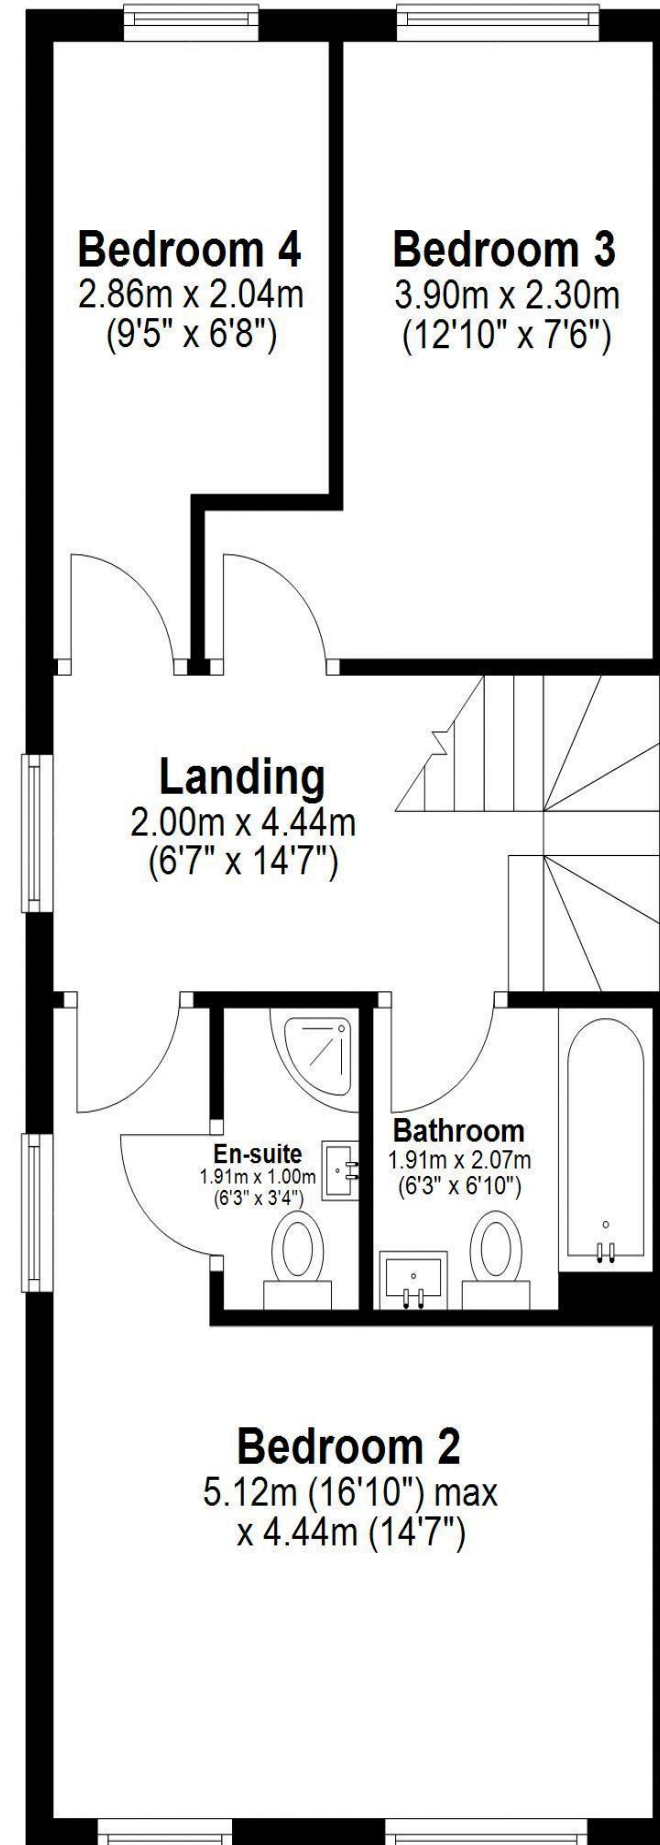 Bedroom 4
2.86m x 2.04m
(9'5" x 6'8")
Bedroom 3
3.90m x 2.30m
(12'10" x 7'6")
Landing
2.00m x 4.44m
(6'7" x 14'7")
En-suite
1.91m x 1.00m
(6'3" x 3'4")
Bathroom
1.91m x 2.07m
(6'3" x 6'10")
Bedroom 2
5.12m (16'10") max
x 4.44m (14'7")